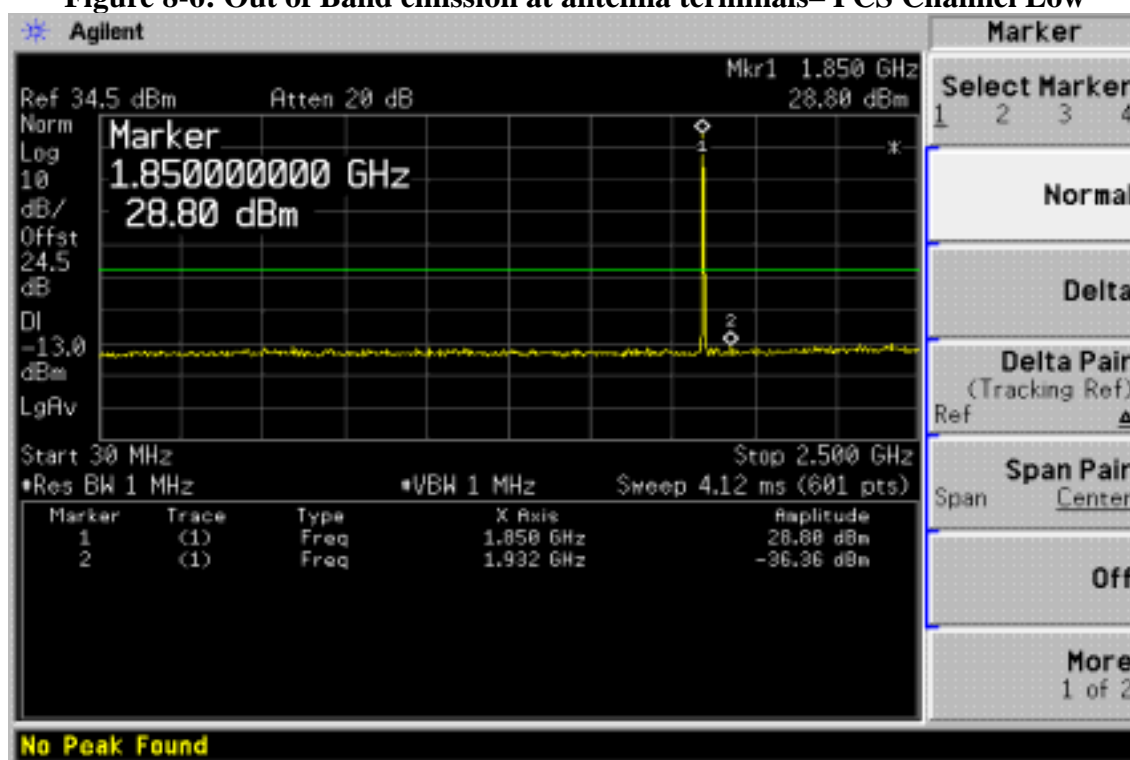 Figure 8-6: Out of Band emission at antenna terminals– PCS Channel Low
Agilent
Marker
Mkr1 1.850 GHz
Ref 34.5 dBm Atten 20 dB 28.80 dBm
Norm
Log
10
dB/
Offst
24.5
dB
DI
-13.0
dBm
LgAv
Marker
1.850000000 GHz
28.80 dBm
1
*
2
Start 30 MHz Stop 2.500 GHz
*Res BW 1 MHz *VBW 1 MHz Sweep 4.12 ms (601 pts)
Marker Trace Type X Axis Amplitude
1 (1) Freq 1.850 GHz 28.80 dBm
2 (1) Freq 1.932 GHz -36.36 dBm
No Peak Found
Select Marker
1 2 3 4
Normal
Delta
Delta Pair
(Tracking Ref)
Ref Δ
Span Pair
Span Center
Off
More
1 of 2